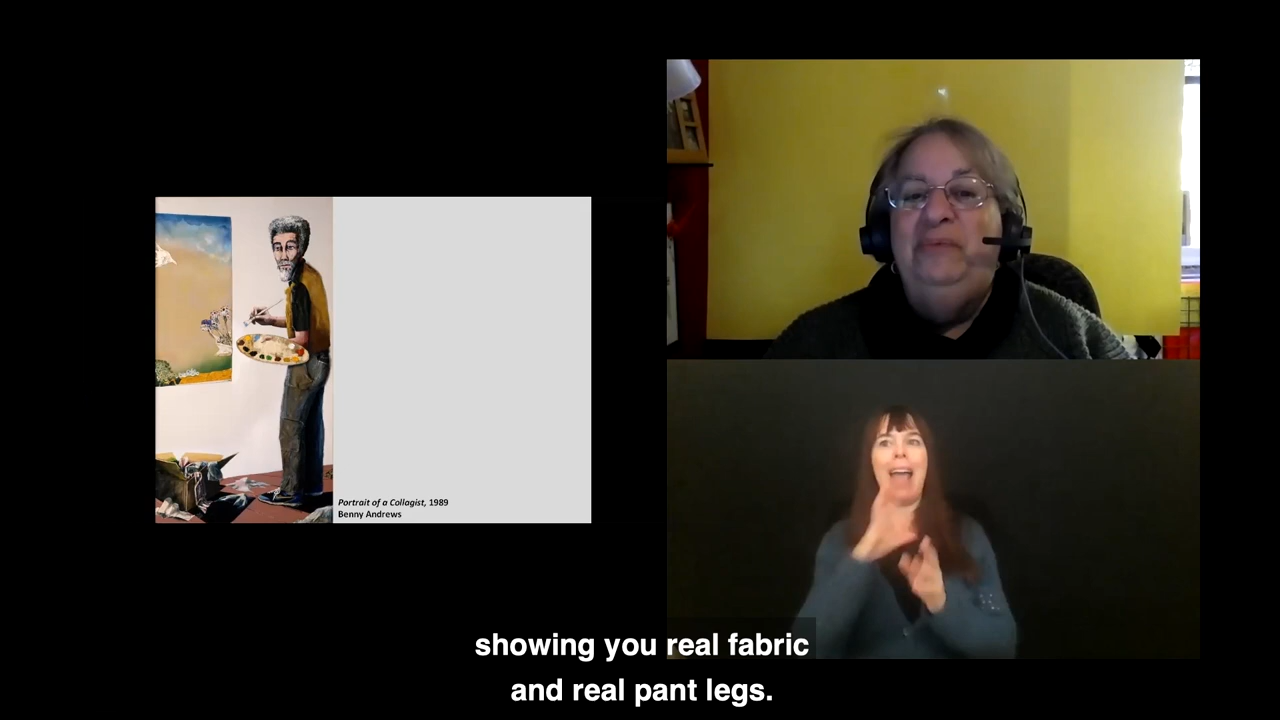 Portrait of a Collagist, 1989
Benny Andrews
showing you real fabric
and real pant legs.